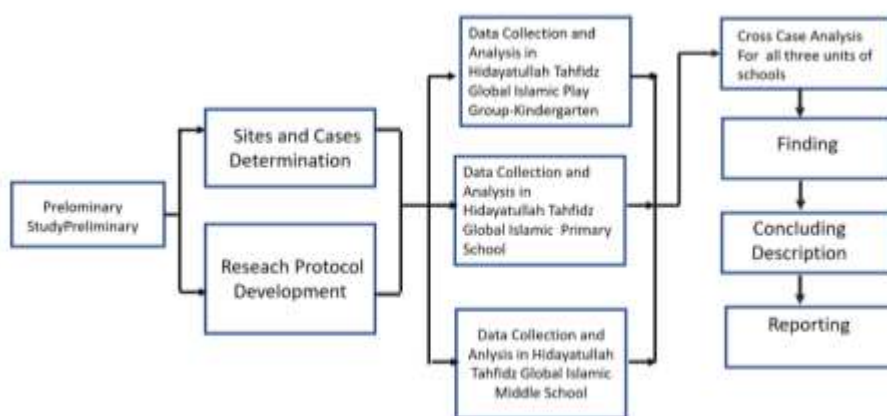 Prelominary
StudyPreliminary
Sites and Cases
Determination
Reseach Protocol
Development
Data Collection and
Analysis in
Hidayatullah Tahfidz
Global Islamic Play
Group-Kindergarten
Data Collection and
Analysis in
Hidayatullah Tahfidz
Global Islamic Primary
School
Data Collection and
Anlysis in Hidayatullah
Tahfidz Global Islamic
Middle School
Cross Case Analysis
For all three units of
schools
Finding
Concluding
Description
Reporting